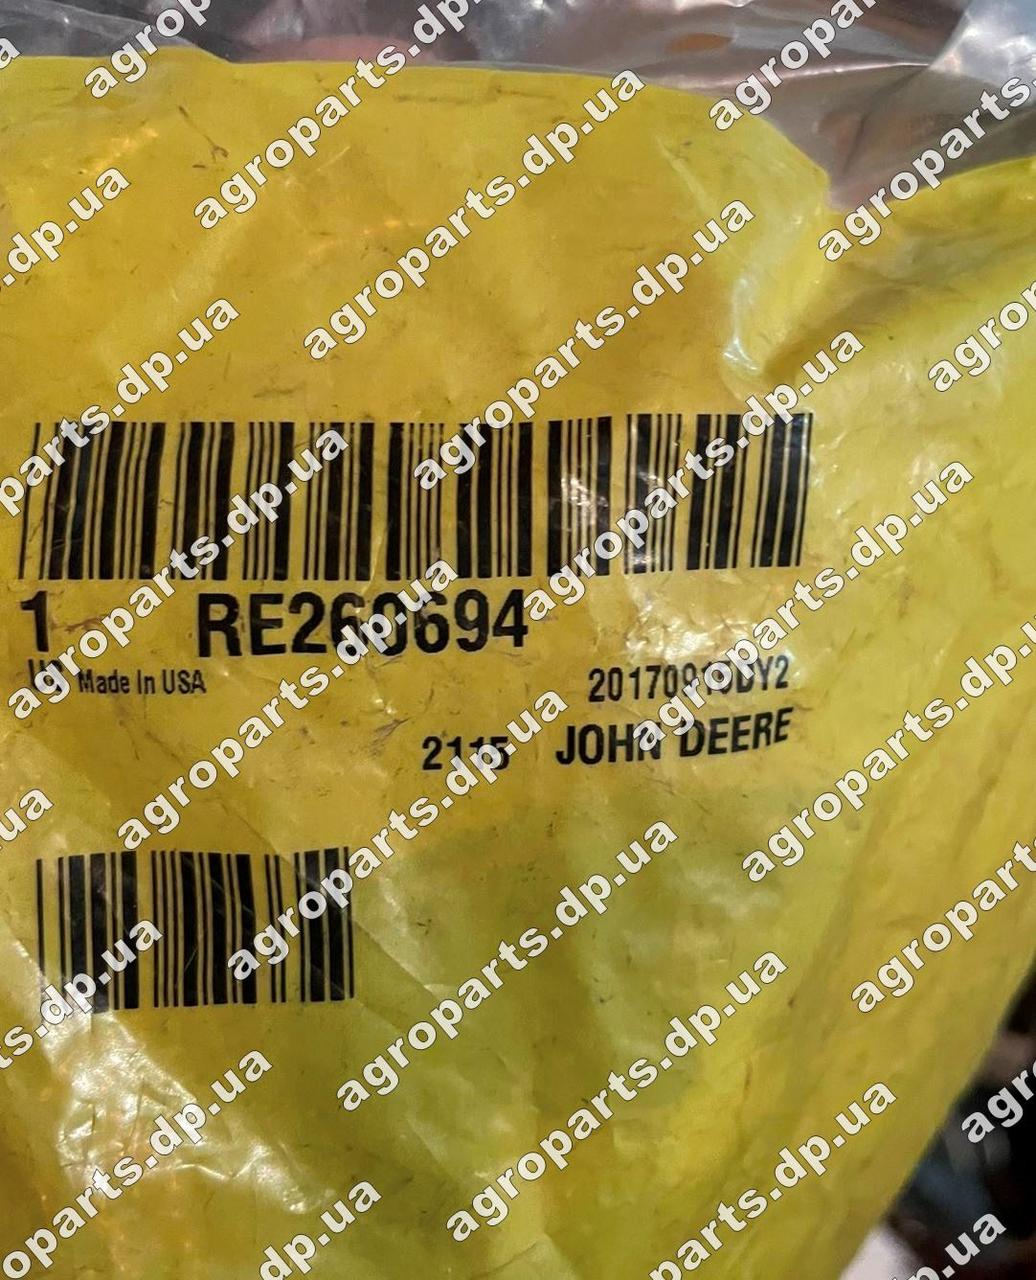 1 RE260694
Made In USA
2115 JOHN DEERE
agroparts.dp.ua